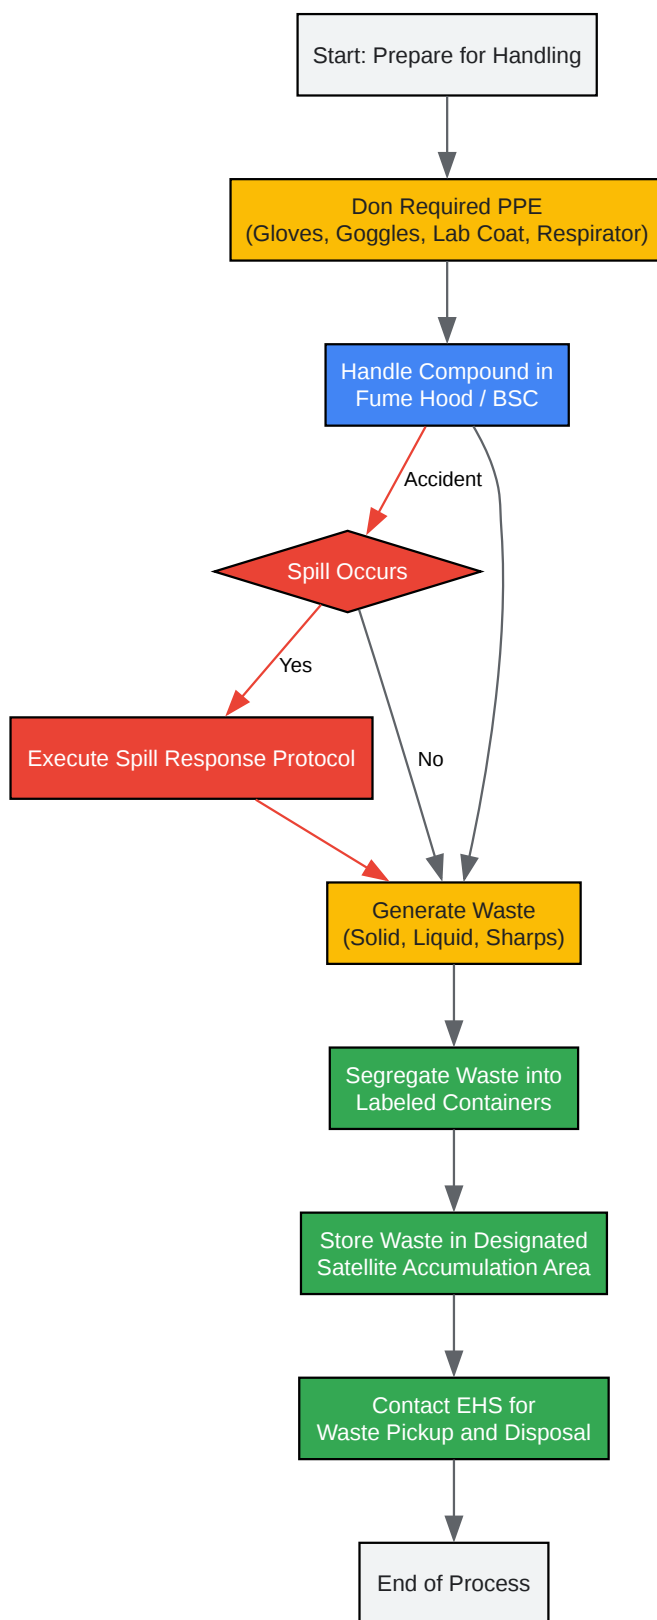 Start: Prepare for Handling
Don Required PPE
(Gloves, Goggles, Lab Coat, Respirator)
Handle Compound in
Fume Hood / BSC
Accident
Spill Occurs
Yes
Execute Spill Response Protocol
No
Generate Waste
(Solid, Liquid, Sharps)
Segregate Waste into
Labeled Containers
Store Waste in Designated
Satellite Accumulation Area
Contact EHS for
Waste Pickup and Disposal
End of Process